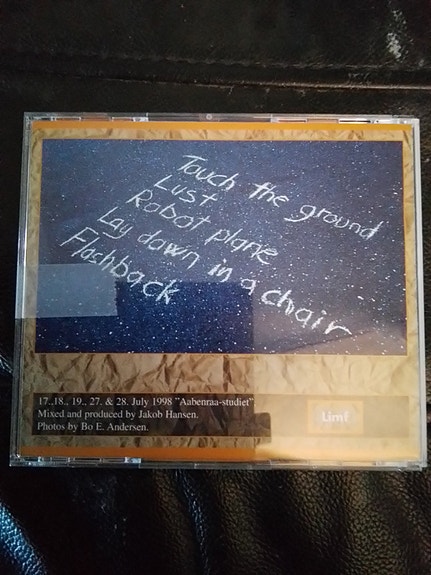 Touch the ground
Lust
Robot plane
Lay down in a chair
Flashback
17.,18., 19., 27. & 28. July 1998 "Aabenraa-studiet"
Mixed and produced by Jakob Hansen.
Photos by Bo E. Andersen.
Limf